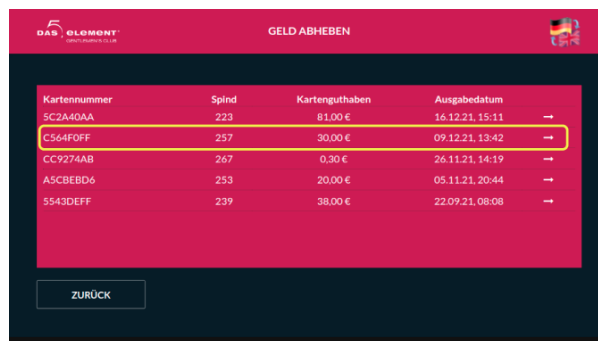 DAS 5 ELEMENT
GENTLEMEN'S CLUB
GELD ABHEBEN
Kartennummer Spind Kartenguthaben Ausgabedatum
5C2A40AA 223 81,00 € 16.12.21, 15:11 →
C564F0FF 257 30,00 € 09.12.21, 13:42 →
CC9274AB 267 0,30 € 26.11.21, 14:19 →
A5CBEBD6 253 20,00 € 05.11.21, 20:44 →
5543DEFF 239 38,00 € 22.09.21, 08:08 →
ZURÜCK